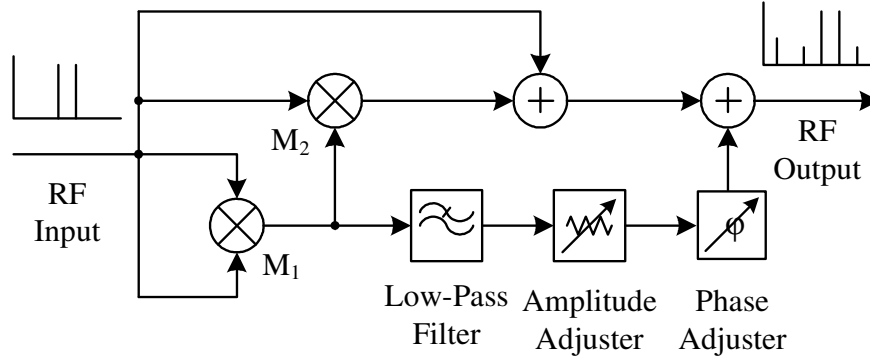 M₂
RF
Input
M₁
RF
Output
φ
Low-Pass
Filter
Amplitude
Adjuster
Phase
Adjuster